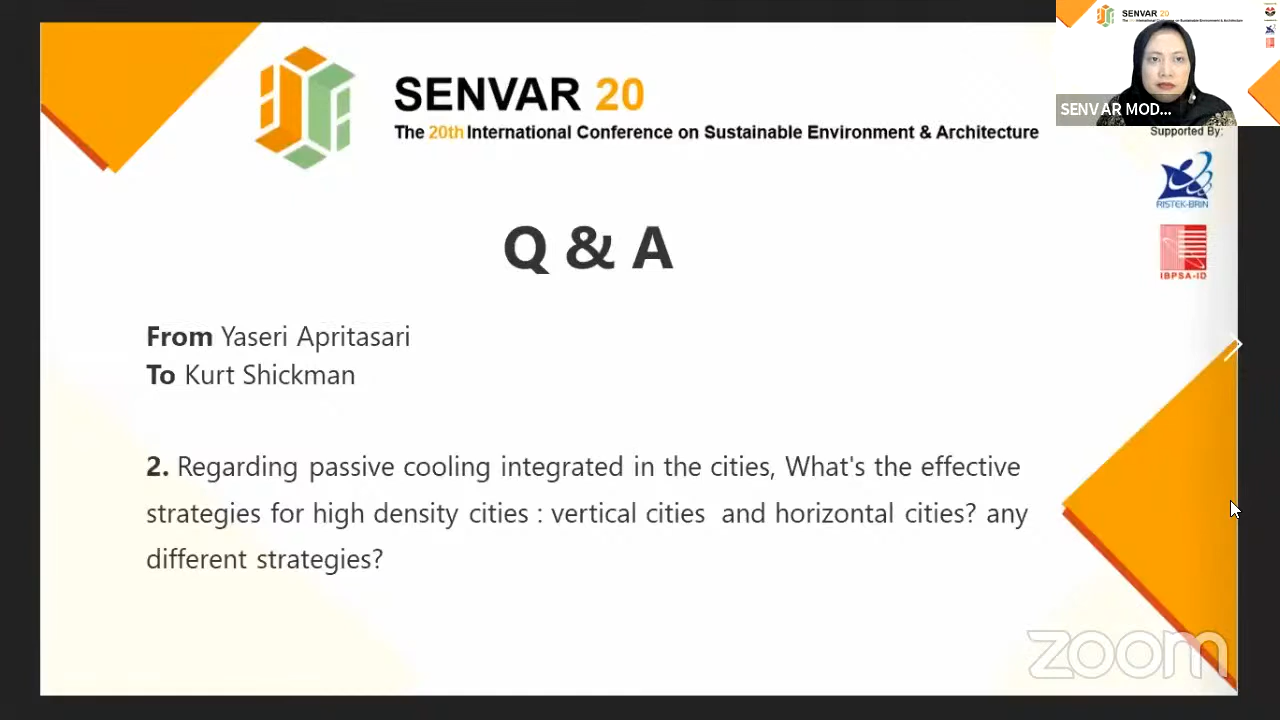 SENVAR 20
The 20th International Conference on Sustainable Environment & Architecture
SENVAR 20
SENVAR MOD...
Supported By:
RISTEK-BRIN
IBPSA-ID
Q & A
From Yaseri Apritasari
To Kurt Shickman
2. Regarding passive cooling integrated in the cities, What's the effective
strategies for high density cities : vertical cities and horizontal cities? any
different strategies?
zoom